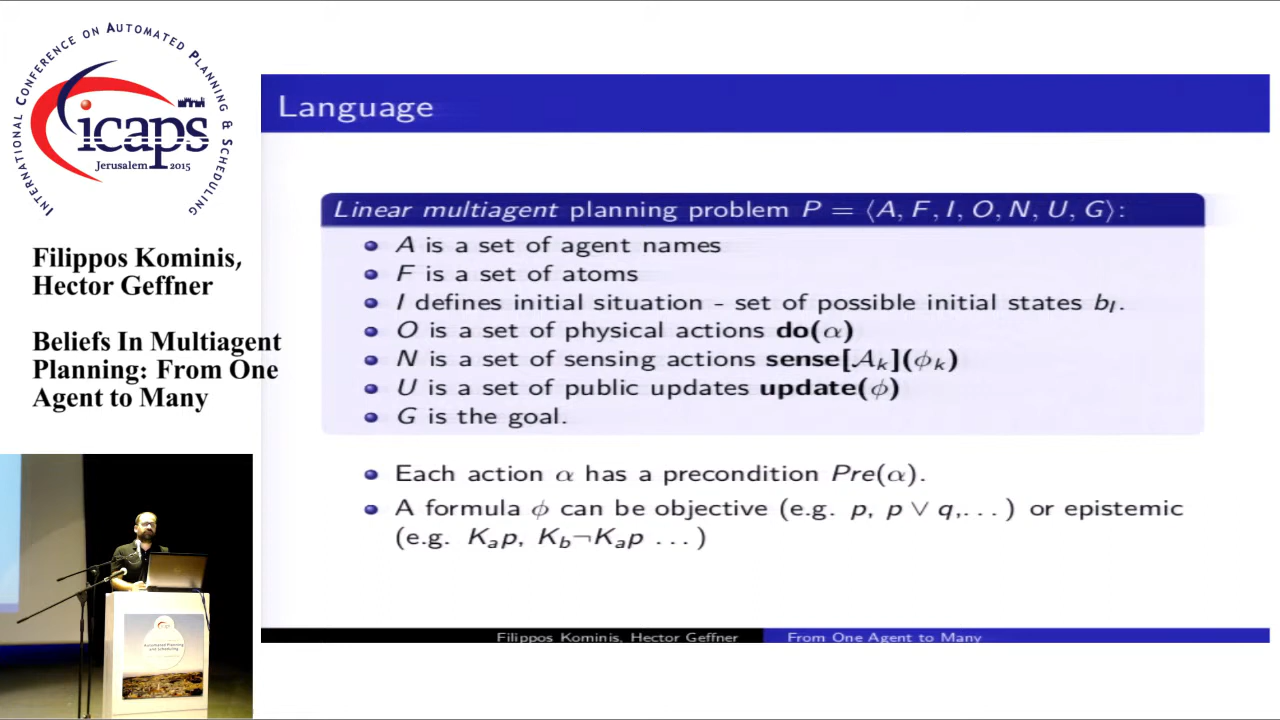 INTERNATIONAL CONFERENCE ON AUTOMATED PLANNING & SCHEDULING
icaps
Jerusalem 2015
Filippos Kominis,
Hector Geffner
Beliefs In Multiagent
Planning: From One
Agent to Many
Language
Linear multiagent planning problem P = ⟨A, F, I, O, N, U, G⟩:
A is a set of agent names
F is a set of atoms
I defines initial situation - set of possible initial states b_I.
O is a set of physical actions do(α)
N is a set of sensing actions sense[A_k](ϕ_k)
U is a set of public updates update(ϕ)
G is the goal.
Each action α has a precondition Pre(α).
A formula ϕ can be objective (e.g. p, p ∨ q,...) or epistemic
(e.g. K_a p, K_b ¬K_a p ...)
Filippos Kominis, Hector Geffner From One Agent to Many